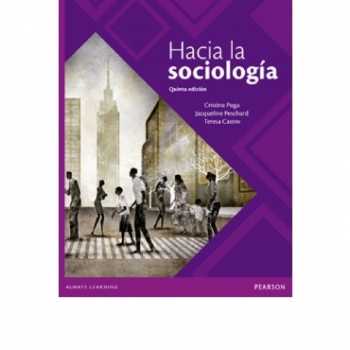 Hacia la
sociología
Quinta edición
Cristina Puga
Jacqueline Peschard
Teresa Castro
ALWAYS LEARNING
PEARSON